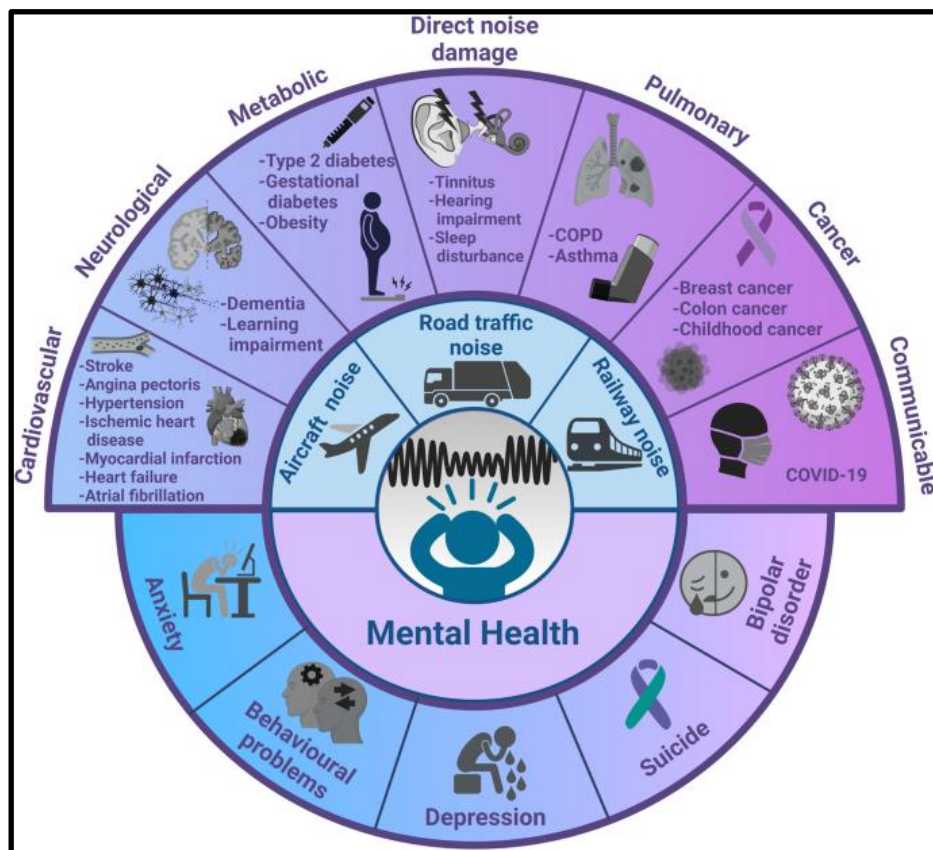 Direct noise
damage
Metabolic
Pulmonary
Neurological
Cancer
Cardiovascular
Communicable
-Type 2 diabetes
-Gestational
diabetes
-Obesity
-Tinnitus
-Hearing
impairment
-Sleep
disturbance
-COPD
-Asthma
-Dementia
-Learning
impairment
-Breast cancer
-Colon cancer
-Childhood cancer
-Stroke
-Angina pectoris
-Hypertension
-Ischemic heart
disease
-Myocardial infarction
-Heart failure
-Atrial fibrillation
COVID-19
Aircraft noise
Road traffic
noise
Railway noise
Mental Health
Anxiety
Behavioural
problems
Depression
Suicide
Bipolar
disorder